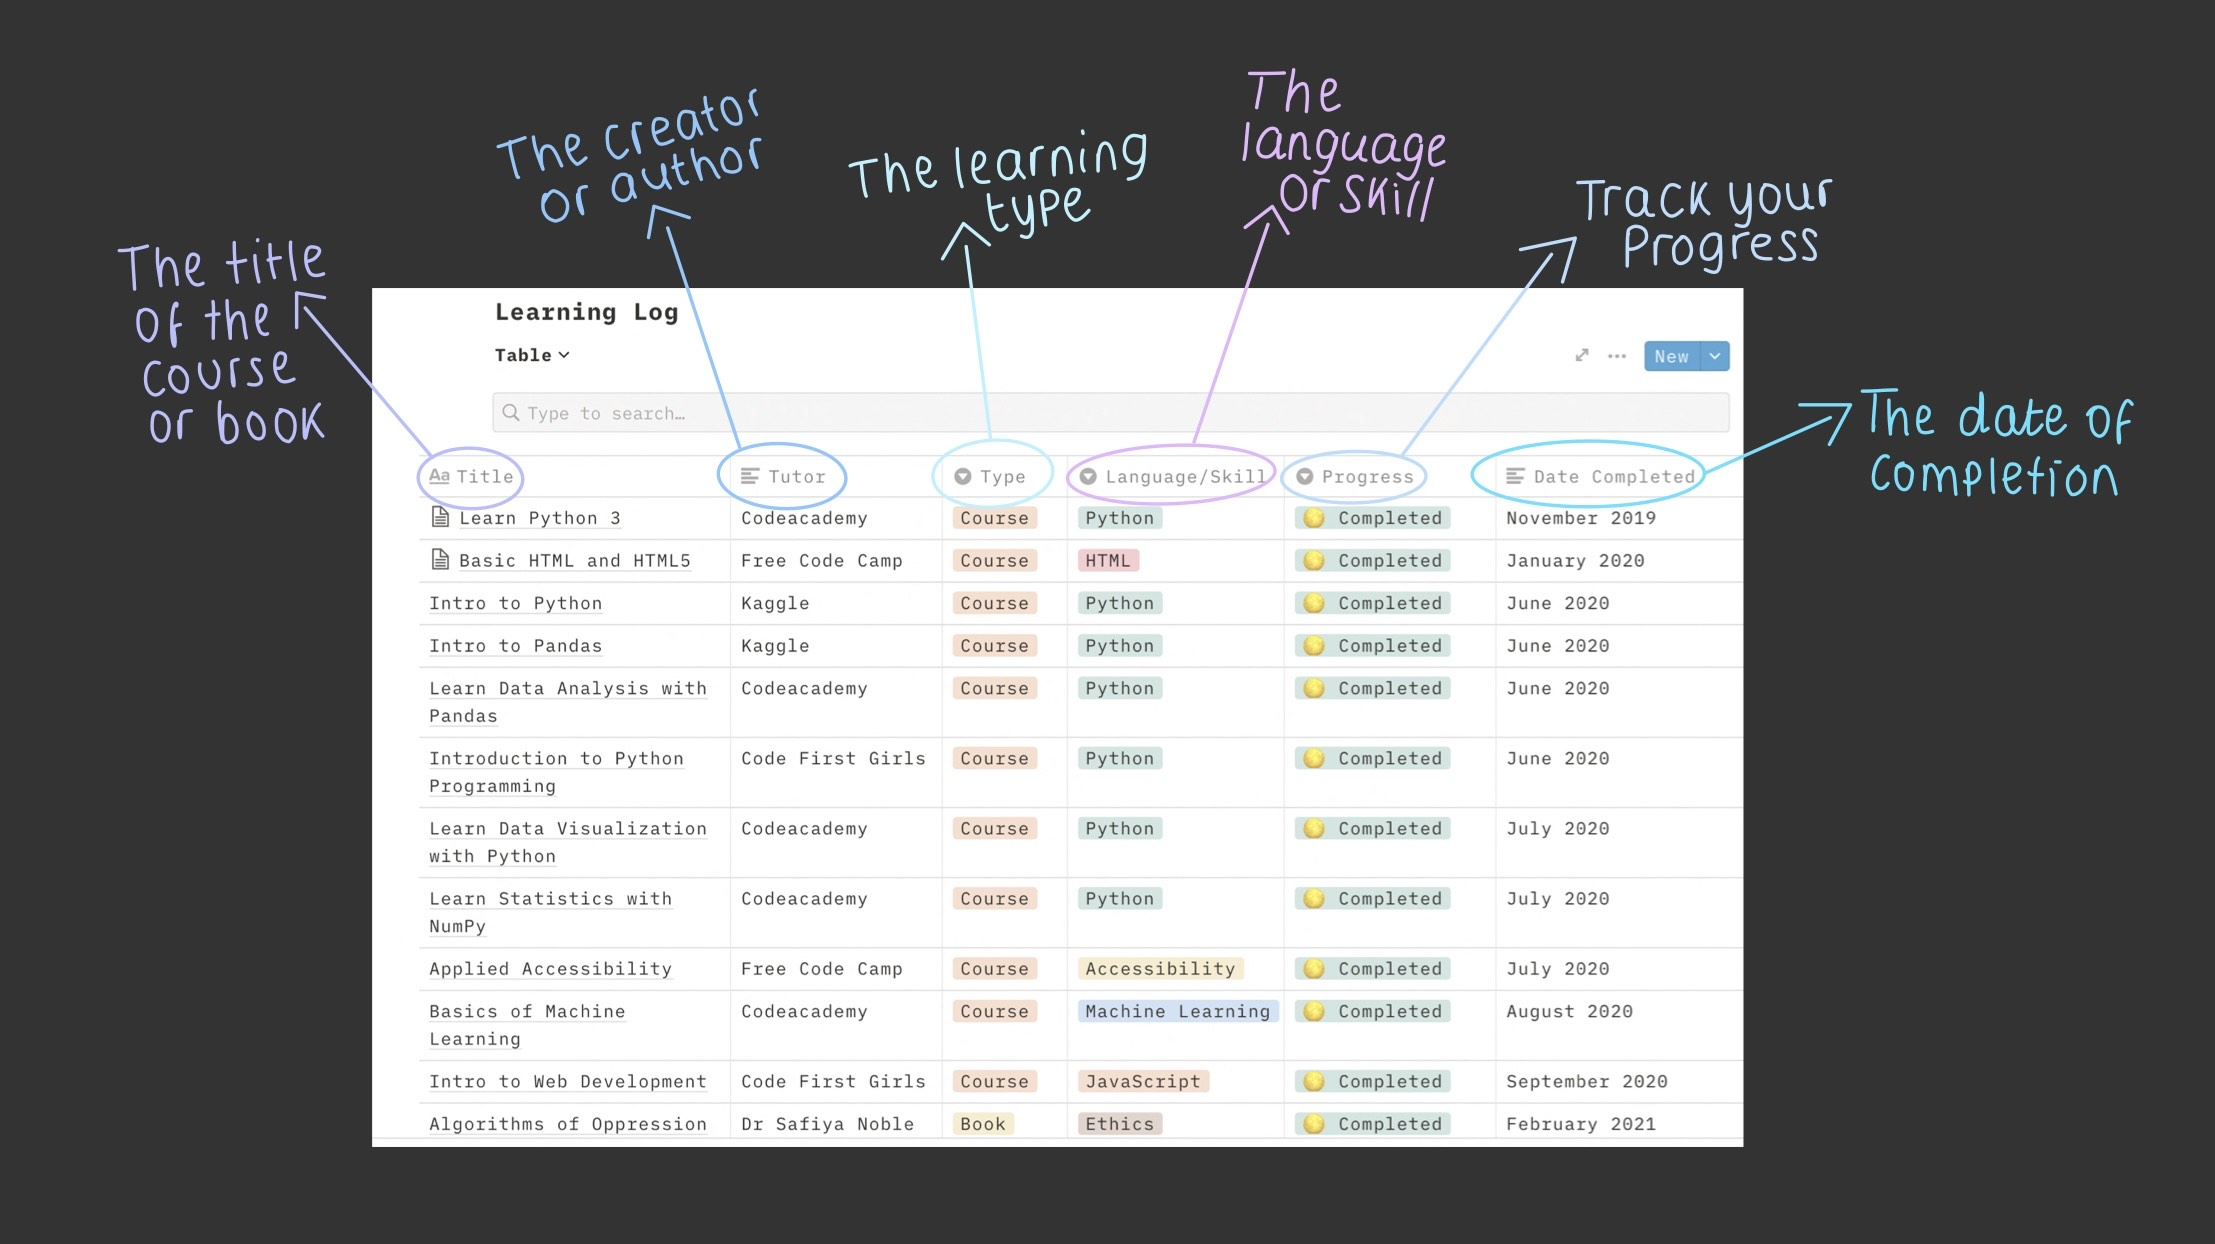 The title
of the
course
or book
The creator
or author
The learning
type
The
language
or skill
Track your
Progress
The date of
completion
Learning Log
Table
New
Type to search…
Aa Title Tutor Type Language/Skill Progress Date Completed
Learn Python 3 Codeacademy Course Python Completed November 2019
Basic HTML and HTML5 Free Code Camp Course HTML Completed January 2020
Intro to Python Kaggle Course Python Completed June 2020
Intro to Pandas Kaggle Course Python Completed June 2020
Learn Data Analysis with Codeacademy Course Python Completed June 2020
Pandas
Introduction to Python Code First Girls Course Python Completed June 2020
Programming
Learn Data Visualization Codeacademy Course Python Completed July 2020
with Python
Learn Statistics with Codeacademy Course Python Completed July 2020
NumPy
Applied Accessibility Free Code Camp Course Accessibility Completed July 2020
Basics of Machine Codeacademy Course Machine Learning Completed August 2020
Learning
Intro to Web Development Code First Girls Course JavaScript Completed September 2020
Algorithms of Oppression Dr Safiya Noble Book Ethics Completed February 2021